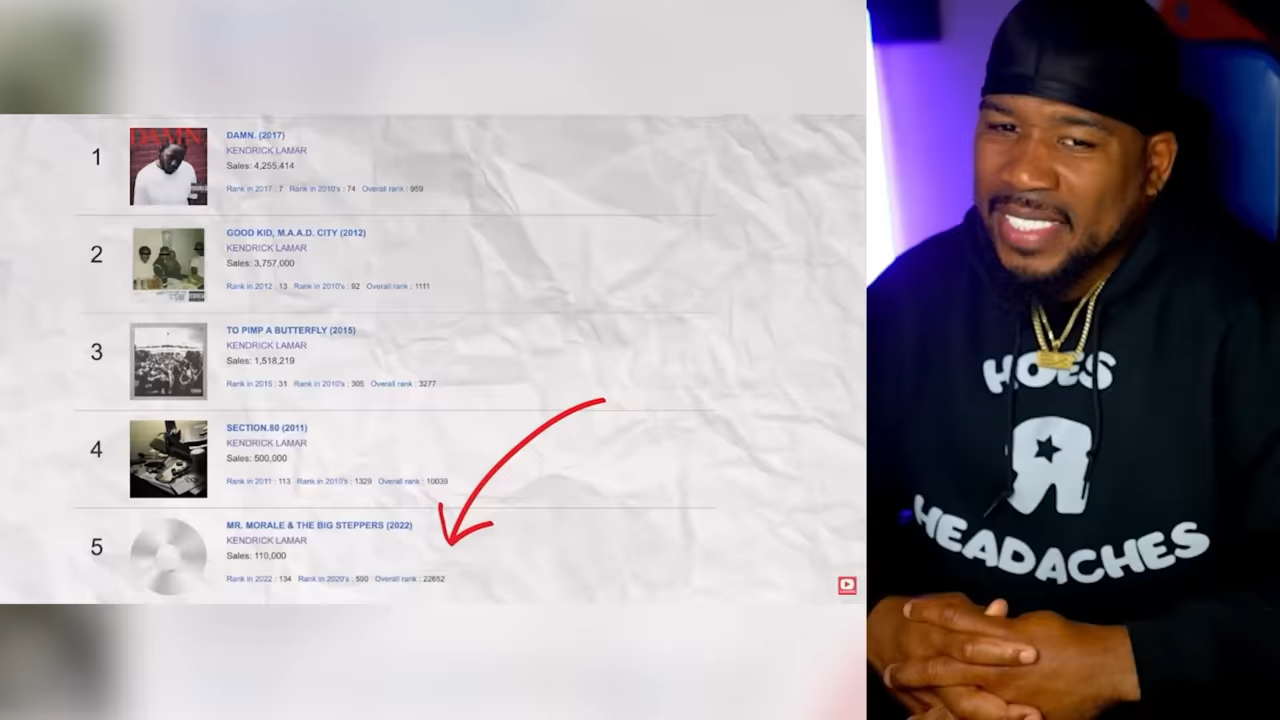 1
DAMN
DAMN. (2017)
KENDRICK LAMAR
Sales: 4,255,414
Rank in 2017 : 7 Rank in 2010's : 74 Overall rank : 959
2
GOOD KID, M.A.A.D. CITY (2012)
KENDRICK LAMAR
Sales: 3,757,000
Rank in 2012 : 13 Rank in 2010's : 92 Overall rank : 1111
3
TO PIMP A BUTTERFLY (2015)
KENDRICK LAMAR
Sales: 1,518,219
Rank in 2015 : 31 Rank in 2010's : 305 Overall rank : 3277
4
SECTION.80 (2011)
KENDRICK LAMAR
Sales: 500,000
Rank in 2011 : 113 Rank in 2010's : 1329 Overall rank : 10039
5
MR. MORALE & THE BIG STEPPERS (2022)
KENDRICK LAMAR
Sales: 110,000
Rank in 2022 : 134 Rank in 2020's : 590 Overall rank : 22652
HOES
R
HEADACHES